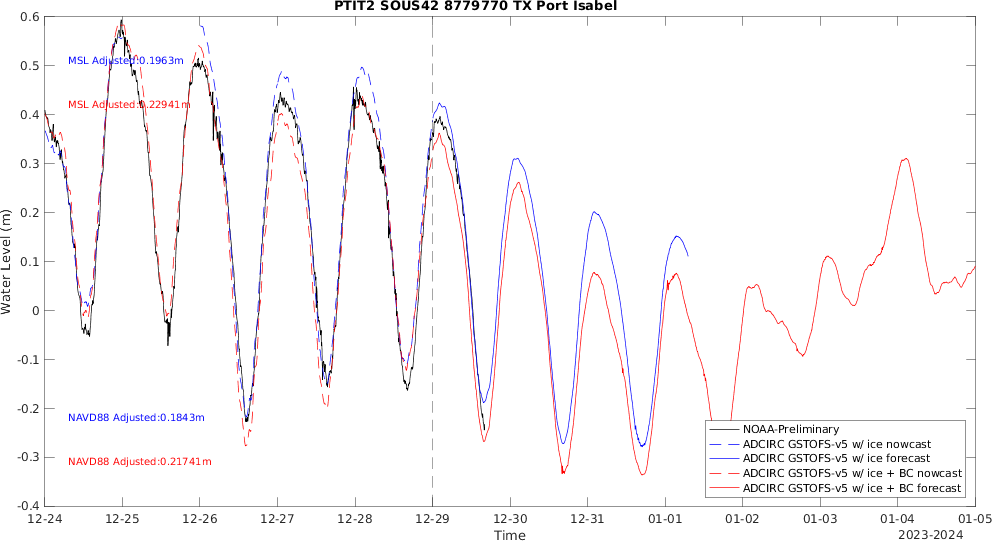 PTIT2 SOUS42 8779770 TX Port Isabel
0.6
0.5
0.4
0.3
0.2
0.1
0
-0.1
-0.2
-0.3
-0.4
Water Level (m)
MSL Adjusted:0.1963m
MSL Adjusted:0.22941m
NAVD88 Adjusted:0.1843m
NAVD88 Adjusted:0.21741m
NOAA-Preliminary
ADCIRC GSTOFS-v5 w/ ice nowcast
ADCIRC GSTOFS-v5 w/ ice forecast
ADCIRC GSTOFS-v5 w/ ice + BC nowcast
ADCIRC GSTOFS-v5 w/ ice + BC forecast
12-24 12-25 12-26 12-27 12-28 12-29 12-30 12-31 01-01 01-02 01-03 01-04 01-05
Time
2023-2024